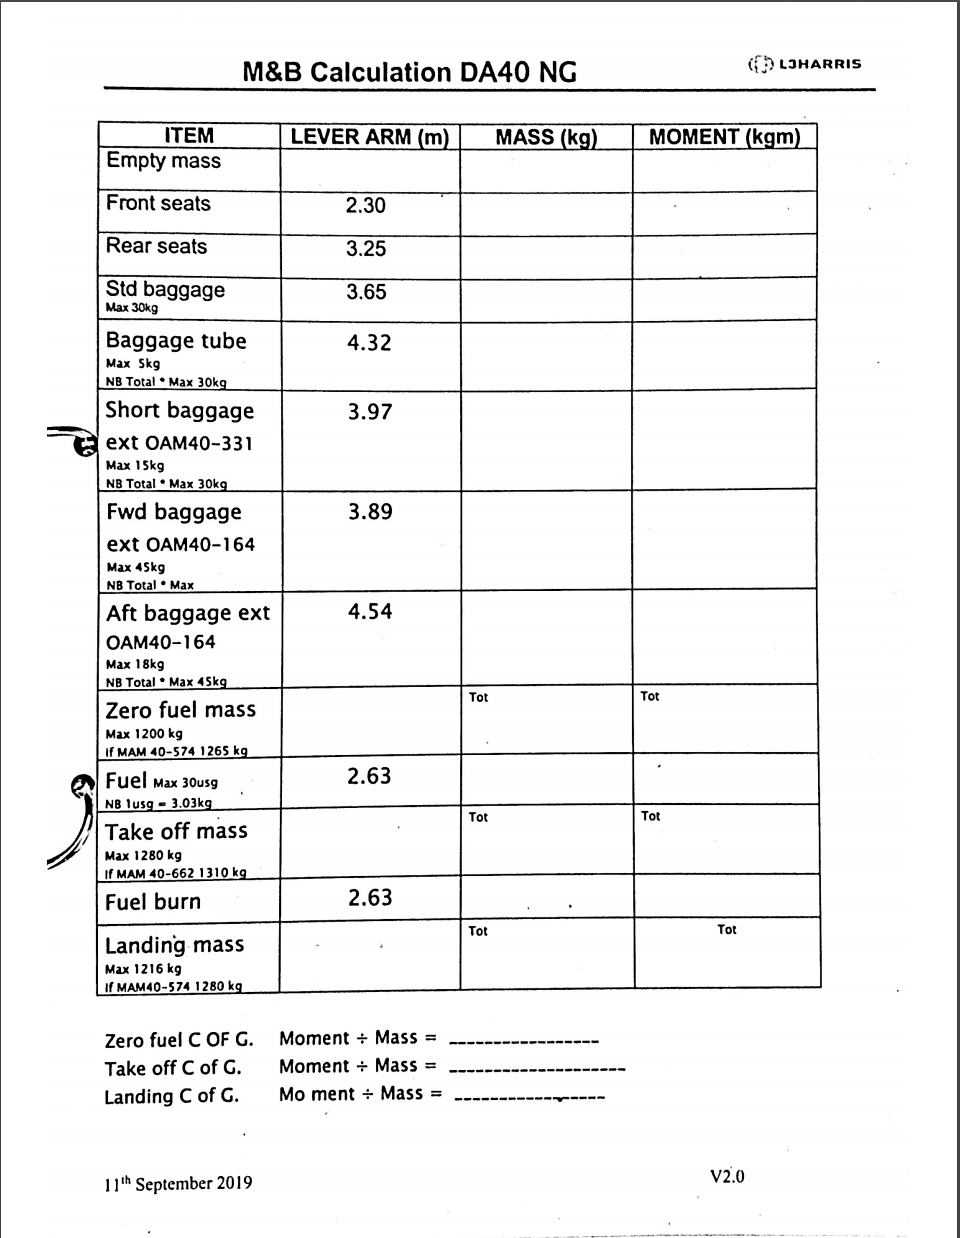 M&B Calculation DA40 NG
L3HARRIS
ITEM LEVER ARM (m) MASS (kg) MOMENT (kgm)
Empty mass
Front seats 2.30
Rear seats 3.25
Std baggage 3.65
Max 30kg
Baggage tube 4.32
Max 5kg
NB Total * Max 30kg
Short baggage 3.97
ext OAM40-331
Max 15kg
NB Total * Max 30kg
Fwd baggage 3.89
ext OAM40-164
Max 45kg
NB Total * Max
Aft baggage ext 4.54
OAM40-164
Max 18kg
NB Total * Max 45kg
Zero fuel mass Tot Tot
Max 1200 kg
If MAM 40-574 1265 kg
Fuel Max 30usg 2.63
NB 1usg = 3.03kg
Take off mass Tot Tot
Max 1280 kg
If MAM 40-662 1310 kg
Fuel burn 2.63
Landing mass Tot Tot
Max 1216 kg
If MAM40-574 1280 kg
Zero fuel C OF G. Moment ÷ Mass =
Take off C of G. Moment ÷ Mass =
Landing C of G. Mo ment ÷ Mass =
11th September 2019 V2.0